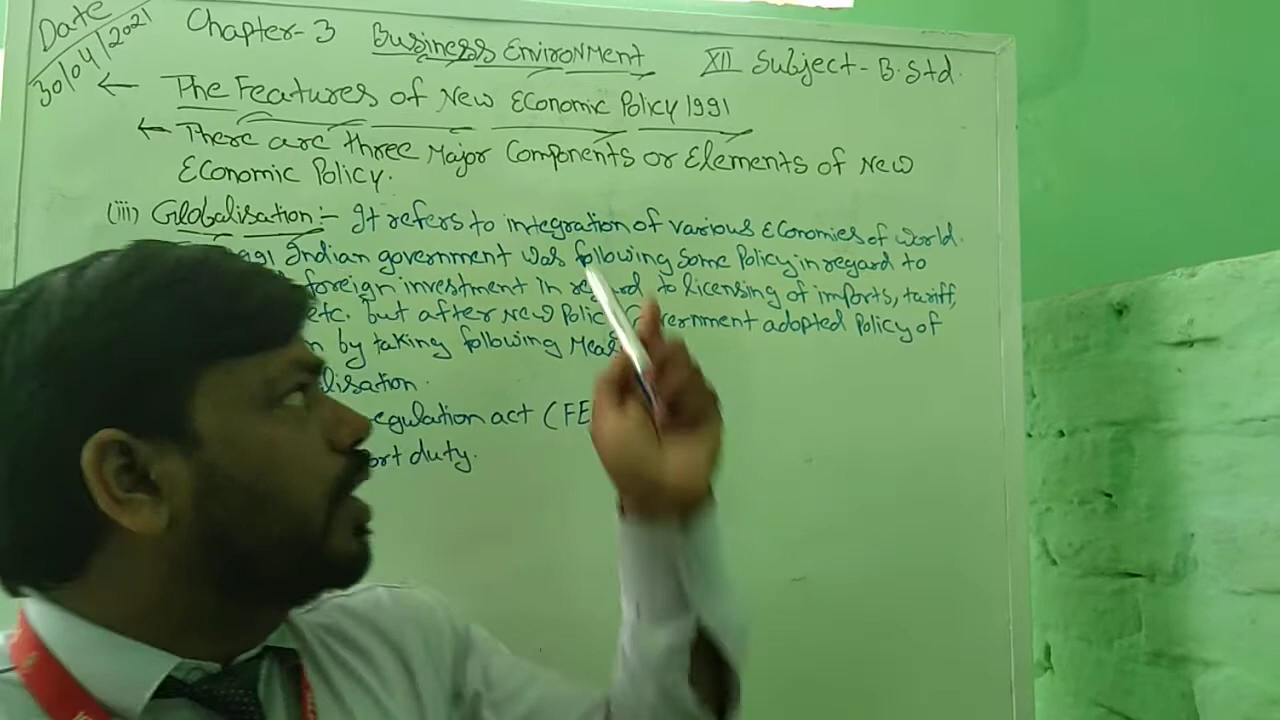 Date
30/04/2021
Chapter-3 Business Environment XII Subject-B.Std.
← The Features of New Economic Policy 1991
← There are three Major Components or Elements of New
Economic Policy.
(iii) Globalisation:- It refers to integration of various Economies of world.
991 Indian government was following some Policy in regard to
foreign investment in regard to licensing of imports, tariff,
etc. but after New Polic Government adopted Policy of
n by taking following Meas
lisation.
egulation act (FE
ort duty.